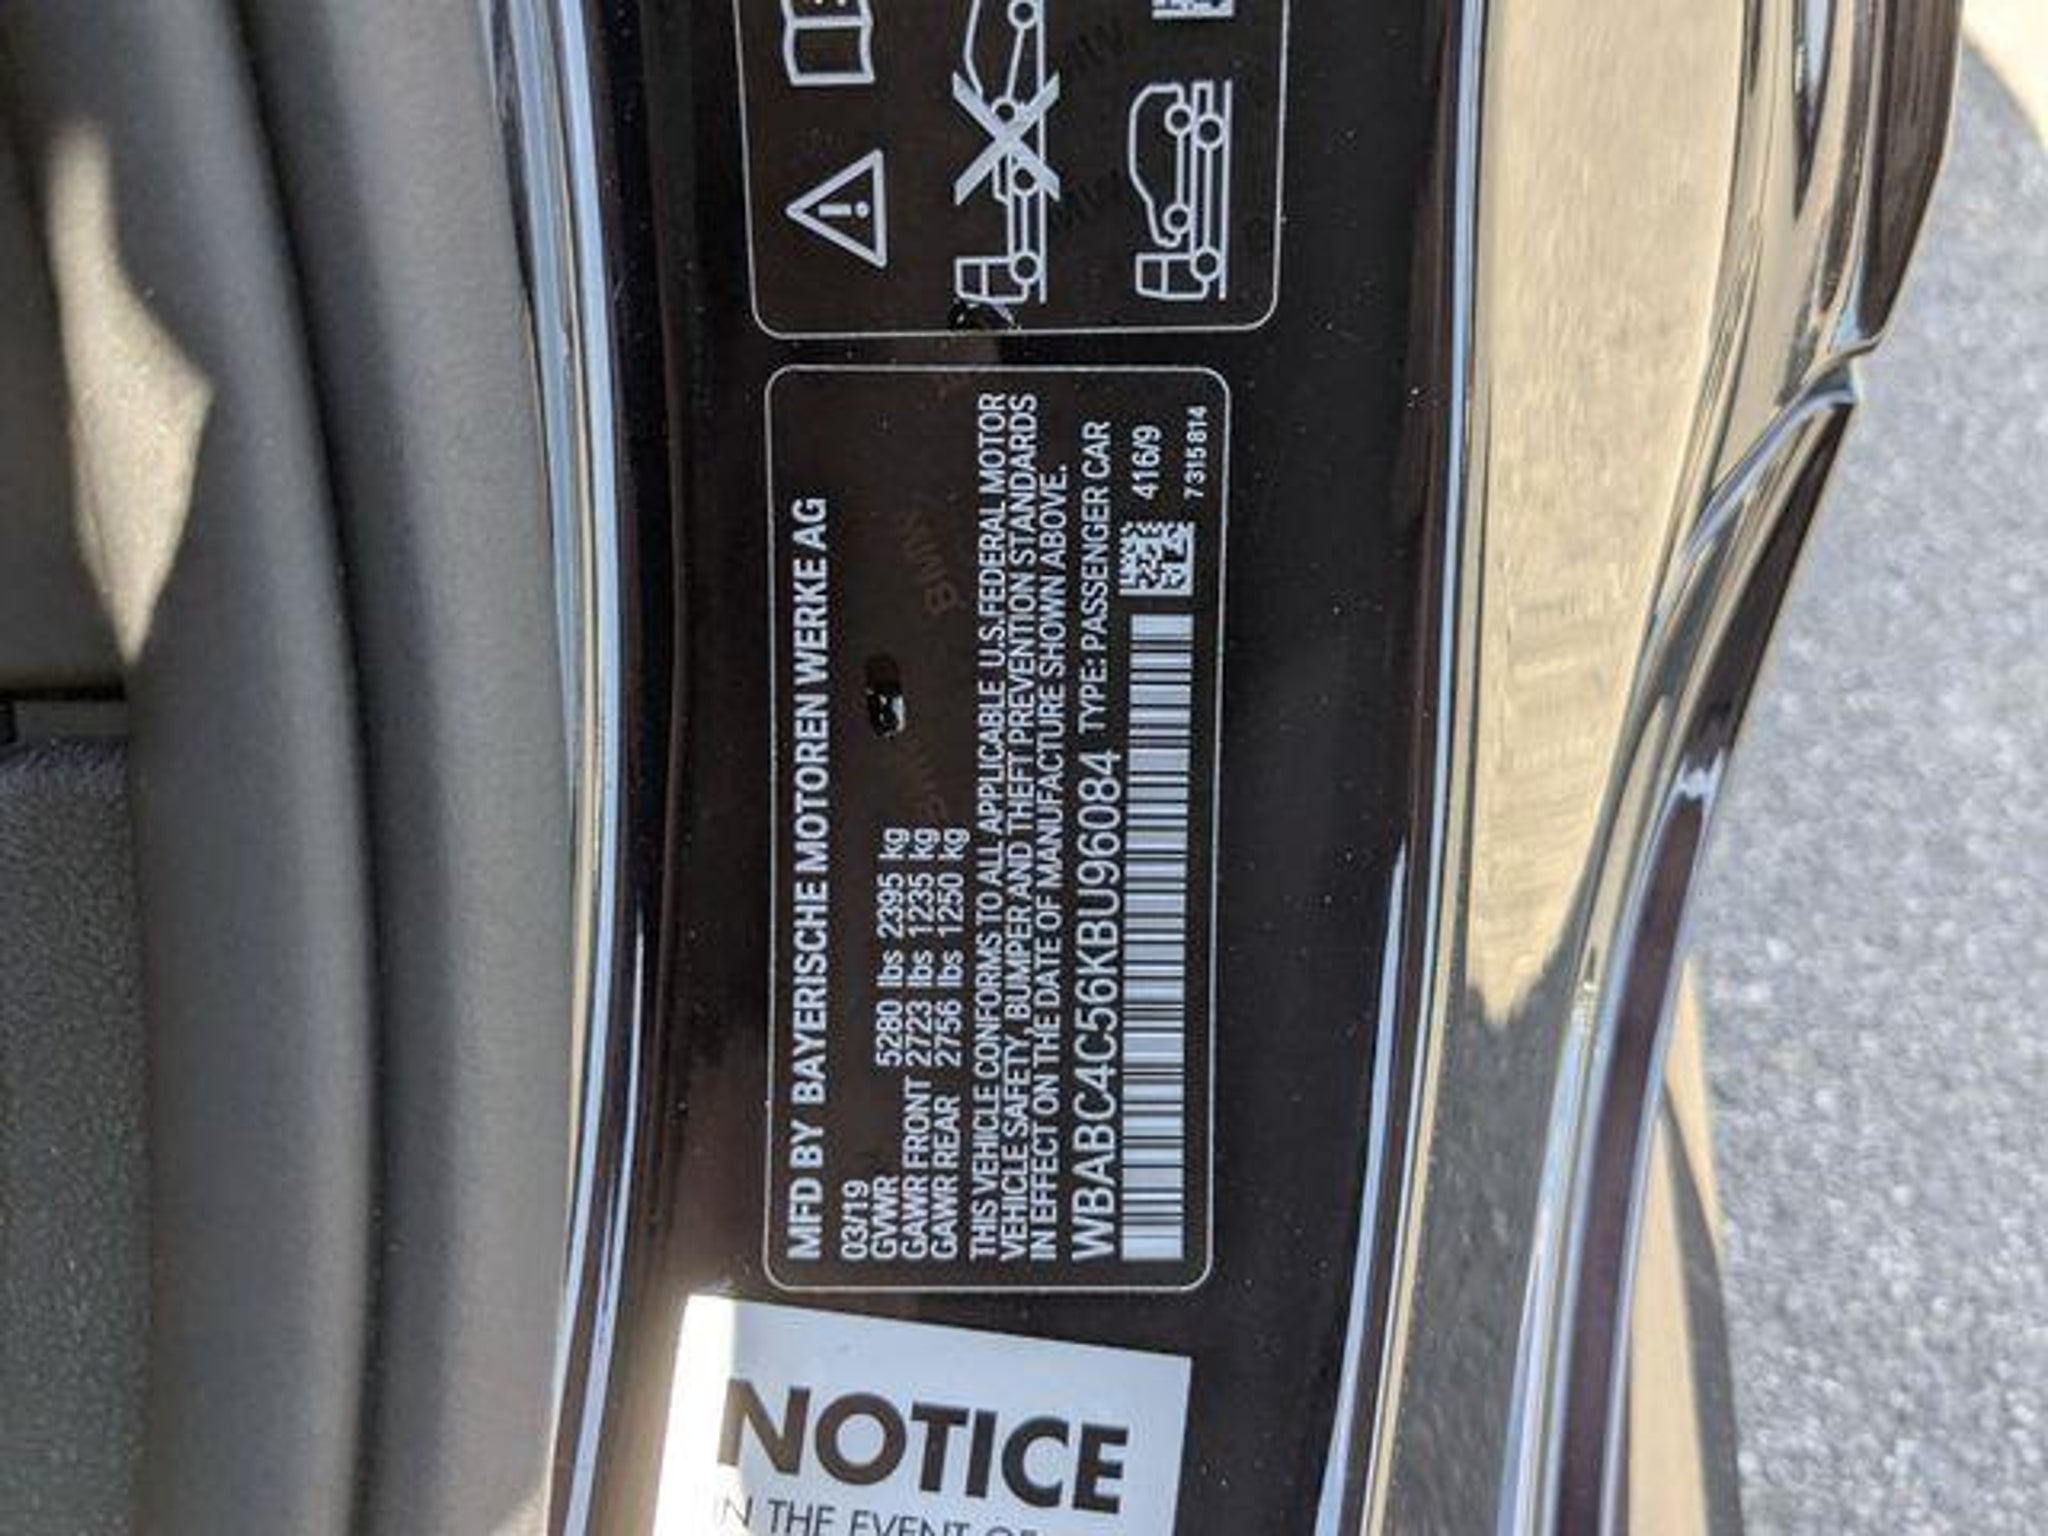 MFD BY BAYERISCHE MOTOREN WERKE AG
03/19
GVWR 5280 lbs 2395 kg
GAWR FRONT 2723 lbs 1235 kg
GAWR REAR 2756 lbs 1250 kg
THIS VEHICLE CONFORMS TO ALL APPLICABLE U.S. FEDERAL MOTOR
VEHICLE SAFETY, BUMPER AND THEFT PREVENTION STANDARDS
IN EFFECT ON THE DATE OF MANUFACTURE SHOWN ABOVE.
WBABC4C56KBU96084 TYPE: PASSENGER CAR
416/9
7315814
NOTICE
IN THE EVENT OF